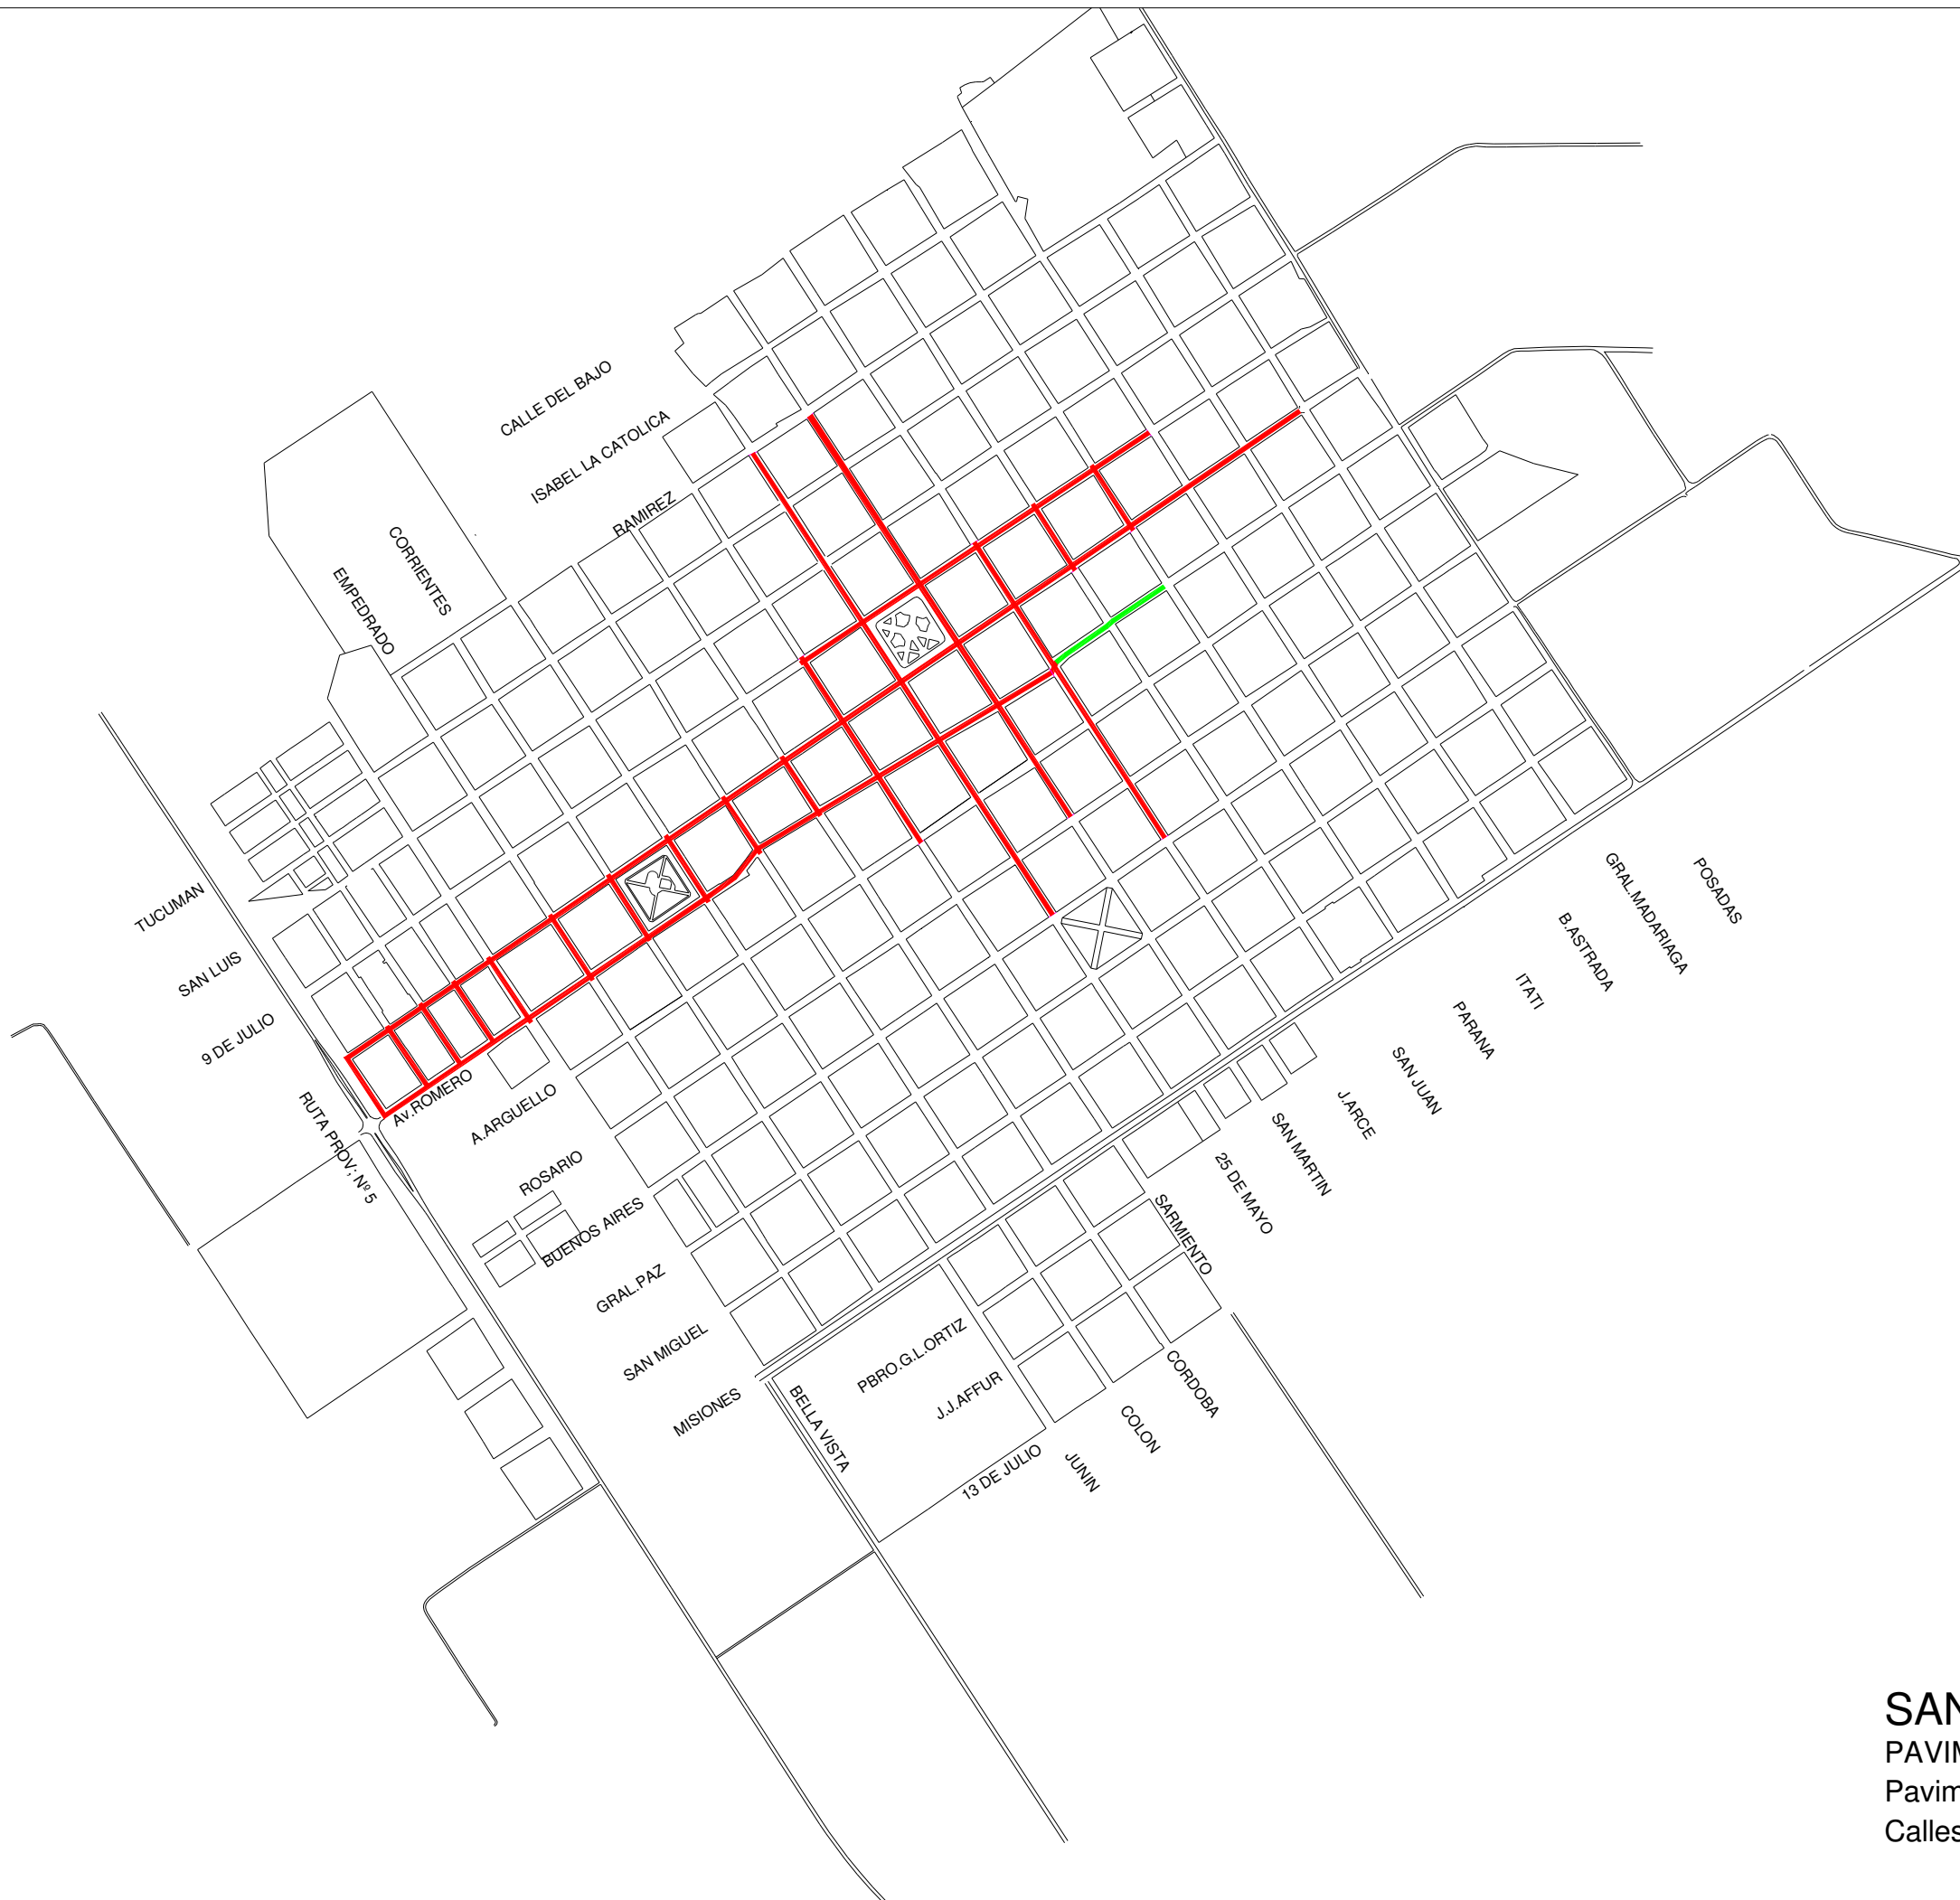 CALLE DEL BAJO
ISABEL LA CATOLICA
RAMIREZ
CORRIENTES
EMPEDRADO
TUCUMAN
SAN LUIS
9 DE JULIO
RUTA PROV; Nº 5
Av.ROMERO
A.ARGUELLO
ROSARIO
BUENOS AIRES
GRAL.PAZ
SAN MIGUEL
MISIONES
BELLA VISTA
PBRO.G.L.ORTIZ
J.J.AFFUR
13 DE JULIO
JUNIN
COLON
CORDOBA
SARMIENTO
25 DE MAYO
SAN MARTIN
J.ARCE
SAN JUAN
PARANA
ITATI
B.ASTRADA
GRAL.MADARIAGA
POSADAS
SAN
Calles